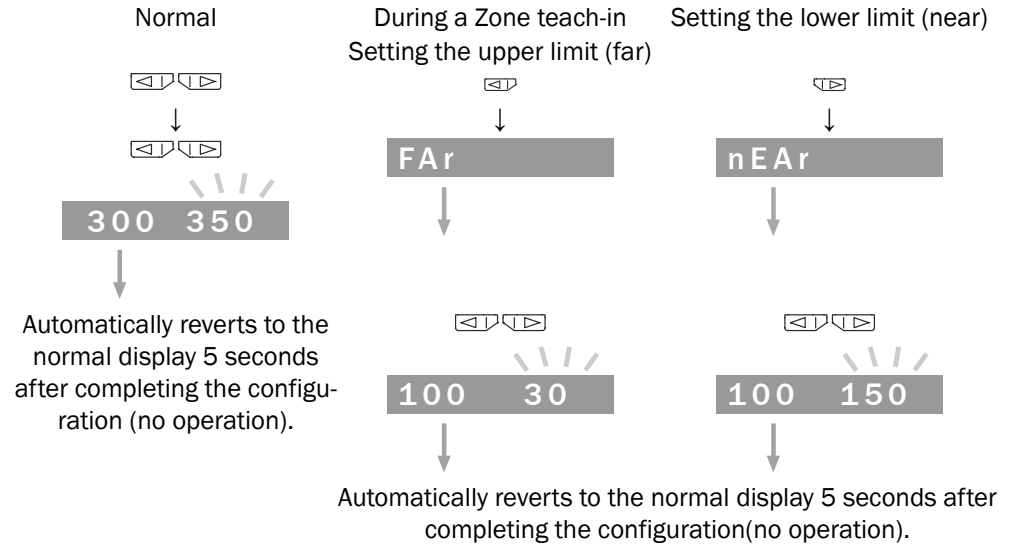 Normal
During a Zone teach-in
Setting the upper limit (far)
Setting the lower limit (near)
FAr
nEAr
300 350
Automatically reverts to the
normal display 5 seconds
after completing the configu-
ration (no operation).
100 30
100 150
Automatically reverts to the normal display 5 seconds after
completing the configuration(no operation).